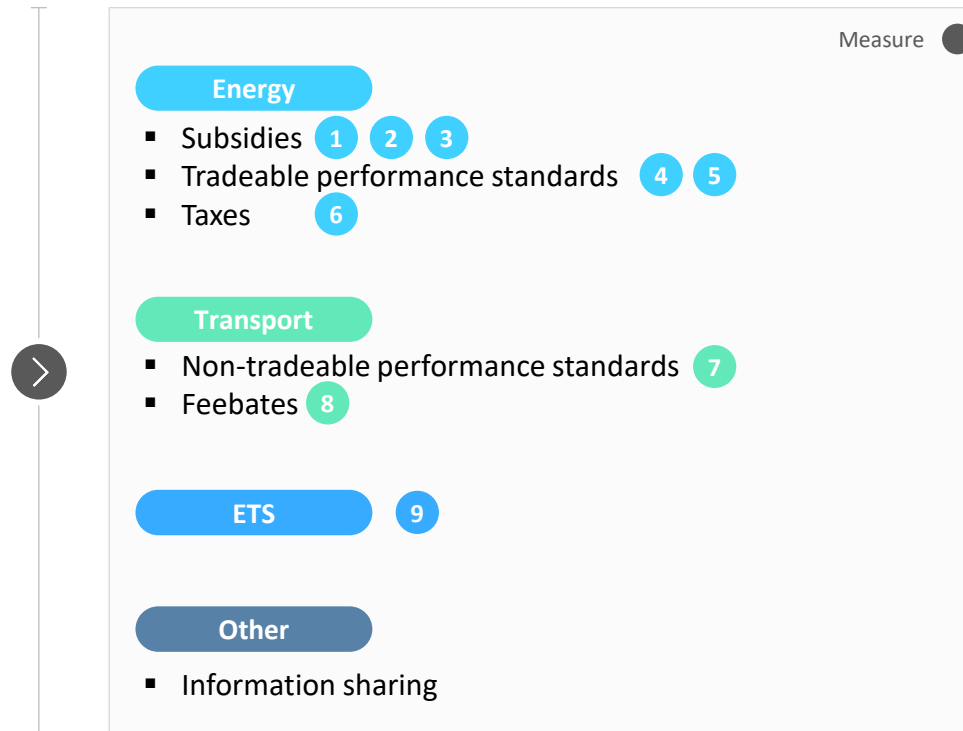 Measure
Energy
▪ Subsidies 1 2 3
▪ Tradeable performance standards 4 5
▪ Taxes 6
Transport
▪ Non-tradeable performance standards 7
▪ Feebates 8
ETS 9
Other
▪ Information sharing